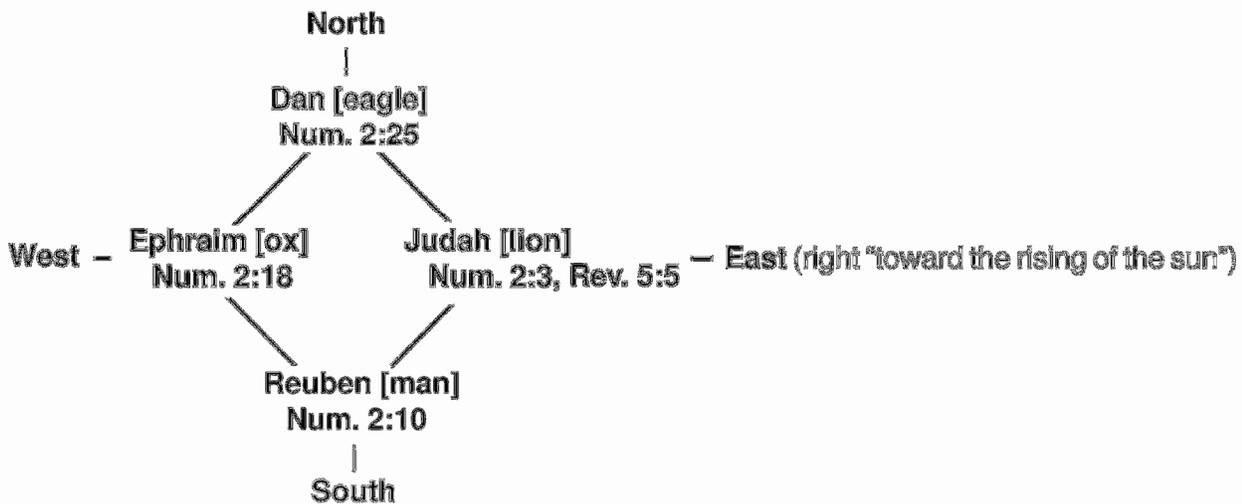 North
Dan [eagle]
Num. 2:25
West – Ephraim [ox] Judah [lion] – East (right "toward the rising of the sun")
Num. 2:18 Num. 2:3, Rev. 5:5
Reuben [man]
Num. 2:10
South